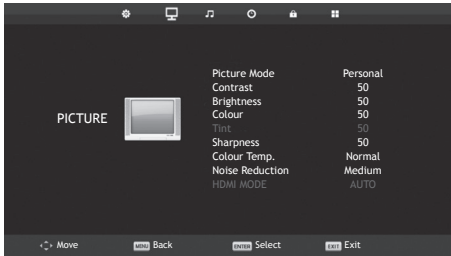 PICTURE
Picture Mode Personal
Contrast 50
Brightness 50
Colour 50
Tint 50
Sharpness 50
Colour Temp. Normal
Noise Reduction Medium
HDMI MODE AUTO
Move MENU Back ENTER Select EXIT Exit